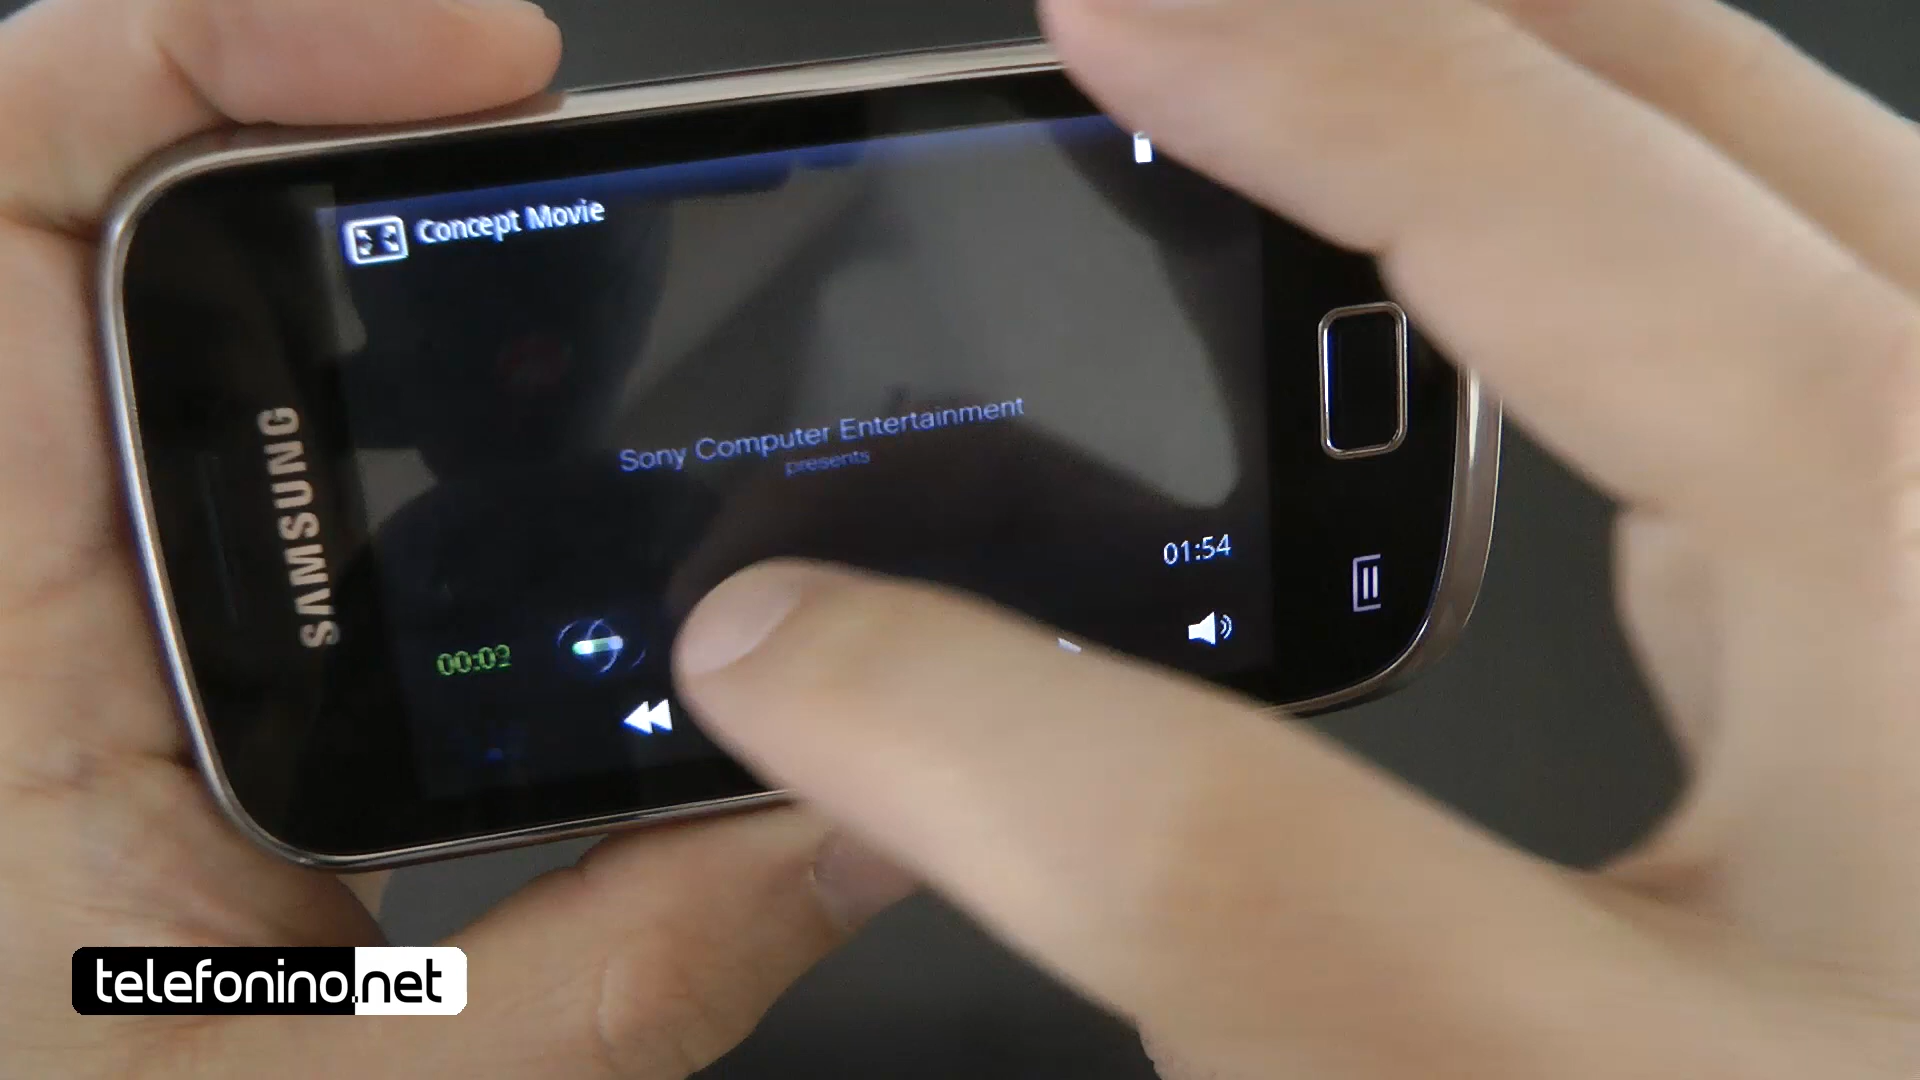 Concept Movie
SAMSUNG
Sony Computer Entertainment
presents
01:54
00:02
telefonino.net